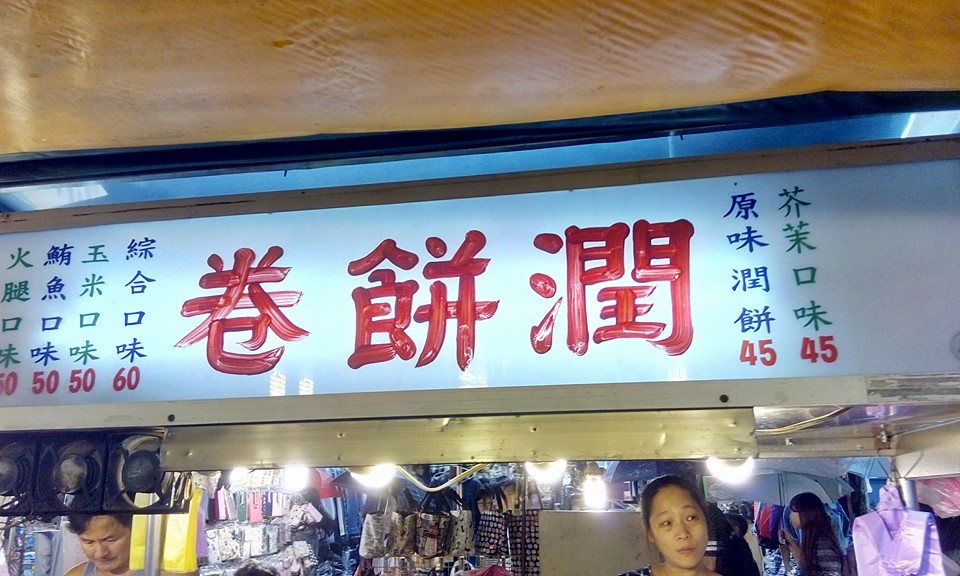 芥茉口味 45
原味潤餅 45
潤餅卷
綜合口味 60
玉米口味 50
鮪魚口味 50
火腿口味 50